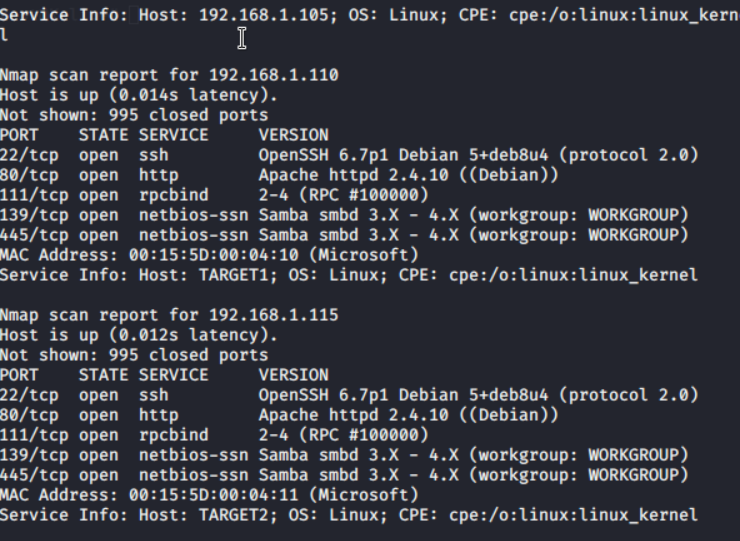 Service Info: Host: 192.168.1.105; OS: Linux; CPE: cpe:/o:linux:linux_kern
l

Nmap scan report for 192.168.1.110
Host is up (0.014s latency).
Not shown: 995 closed ports
PORT    STATE SERVICE     VERSION
22/tcp  open  ssh         OpenSSH 6.7p1 Debian 5+deb8u4 (protocol 2.0)
80/tcp  open  http        Apache httpd 2.4.10 ((Debian))
111/tcp open  rpcbind     2-4 (RPC #100000)
139/tcp open  netbios-ssn Samba smbd 3.X - 4.X (workgroup: WORKGROUP)
445/tcp open  netbios-ssn Samba smbd 3.X - 4.X (workgroup: WORKGROUP)
MAC Address: 00:15:5D:00:04:10 (Microsoft)
Service Info: Host: TARGET1; OS: Linux; CPE: cpe:/o:linux:linux_kernel

Nmap scan report for 192.168.1.115
Host is up (0.012s latency).
Not shown: 995 closed ports
PORT    STATE SERVICE     VERSION
22/tcp  open  ssh         OpenSSH 6.7p1 Debian 5+deb8u4 (protocol 2.0)
80/tcp  open  http        Apache httpd 2.4.10 ((Debian))
111/tcp open  rpcbind     2-4 (RPC #100000)
139/tcp open  netbios-ssn Samba smbd 3.X - 4.X (workgroup: WORKGROUP)
445/tcp open  netbios-ssn Samba smbd 3.X - 4.X (workgroup: WORKGROUP)
MAC Address: 00:15:5D:00:04:11 (Microsoft)
Service Info: Host: TARGET2; OS: Linux; CPE: cpe:/o:linux:linux_kernel